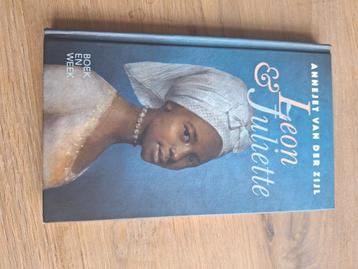 ANNEJET VAN DER ZIJL
Leon
& Juliette
BOEK
EN
WEEK